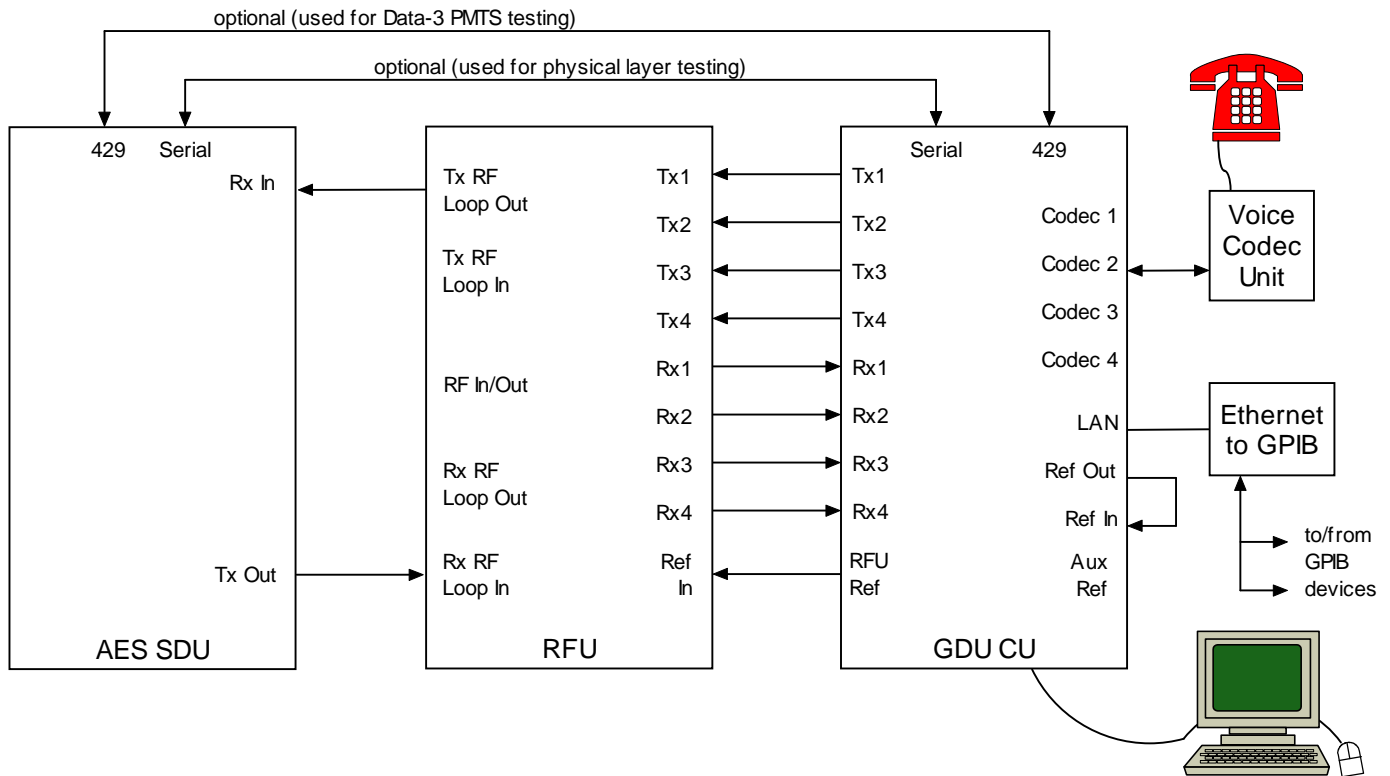 optional (used for Data-3 PMTS testing)
optional (used for physical layer testing)
429 Serial
Rx In
Tx Out
AES SDU
Tx RF
Loop Out
Tx RF
Loop In
RF In/Out
Rx RF
Loop Out
Rx RF
Loop In
Tx1
Tx2
Tx3
Tx4
Rx1
Rx2
Rx3
Rx4
Ref
In
RFU
Serial 429
Tx1
Tx2
Tx3
Tx4
Rx1
Rx2
Rx3
Rx4
RFU
Ref
Codec 1
Codec 2
Codec 3
Codec 4
LAN
Ref Out
Ref In
Aux
Ref
GDU CU
Voice
Codec
Unit
Ethernet
to GPIB
to/from
GPIB
devices